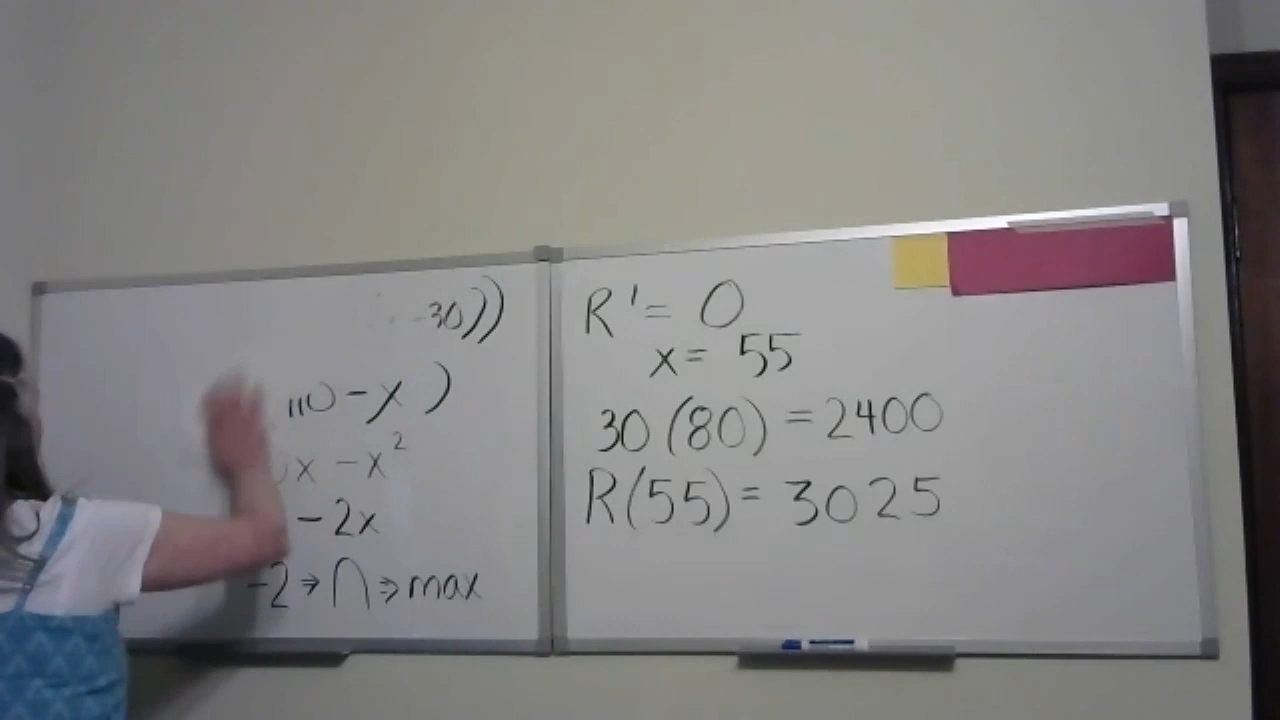 -30))
110 - x )
x - x²
- 2x
-2 → ∩ ⇒ max
R' = 0
x = 55
30 (80) = 2400
R(55) = 3025